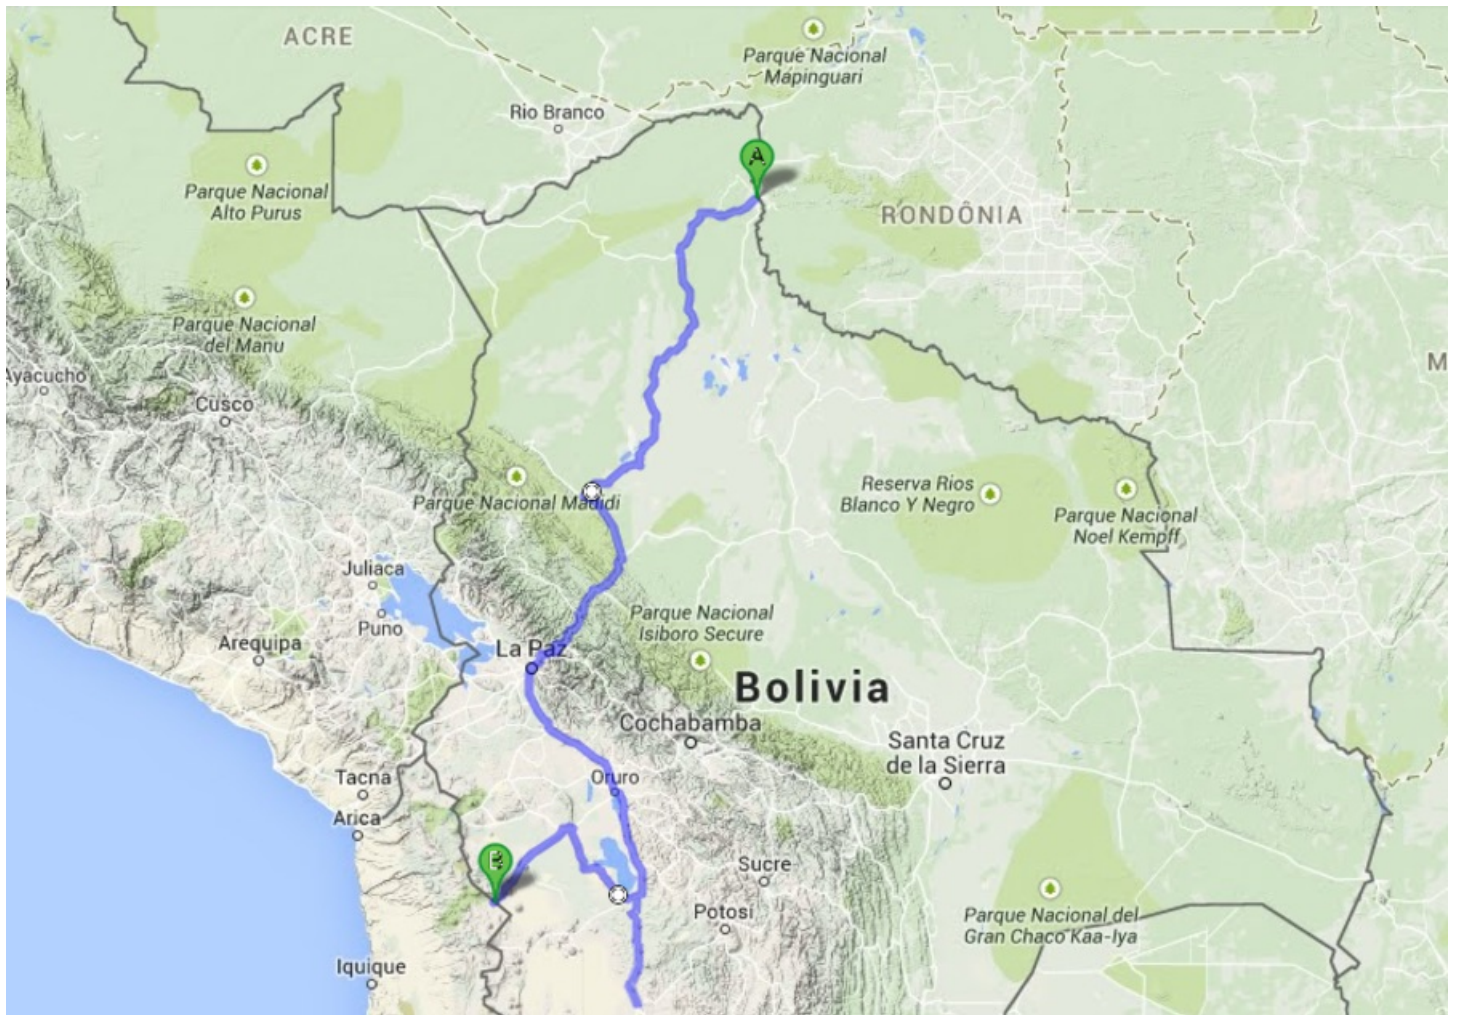 ACRE
Parque Nacional
Mapinguari
Rio Branco
A
Parque Nacional
Alto Purus
RONDÔNIA
Parque Nacional
del Manu
Ayacucho
M
Cusco
Parque Nacional Madidi
Reserva Rios
Blanco Y Negro
Parque Nacional
Noel Kempff
Juliaca
Puno
Parque Nacional
Isiboro Secure
Arequipa
La Paz
Bolivia
Cochabamba
Santa Cruz
de la Sierra
Tacna
Oruro
Arica
Sucre
Potosi
Parque Nacional del
Gran Chaco Kaa-Iya
Iquique